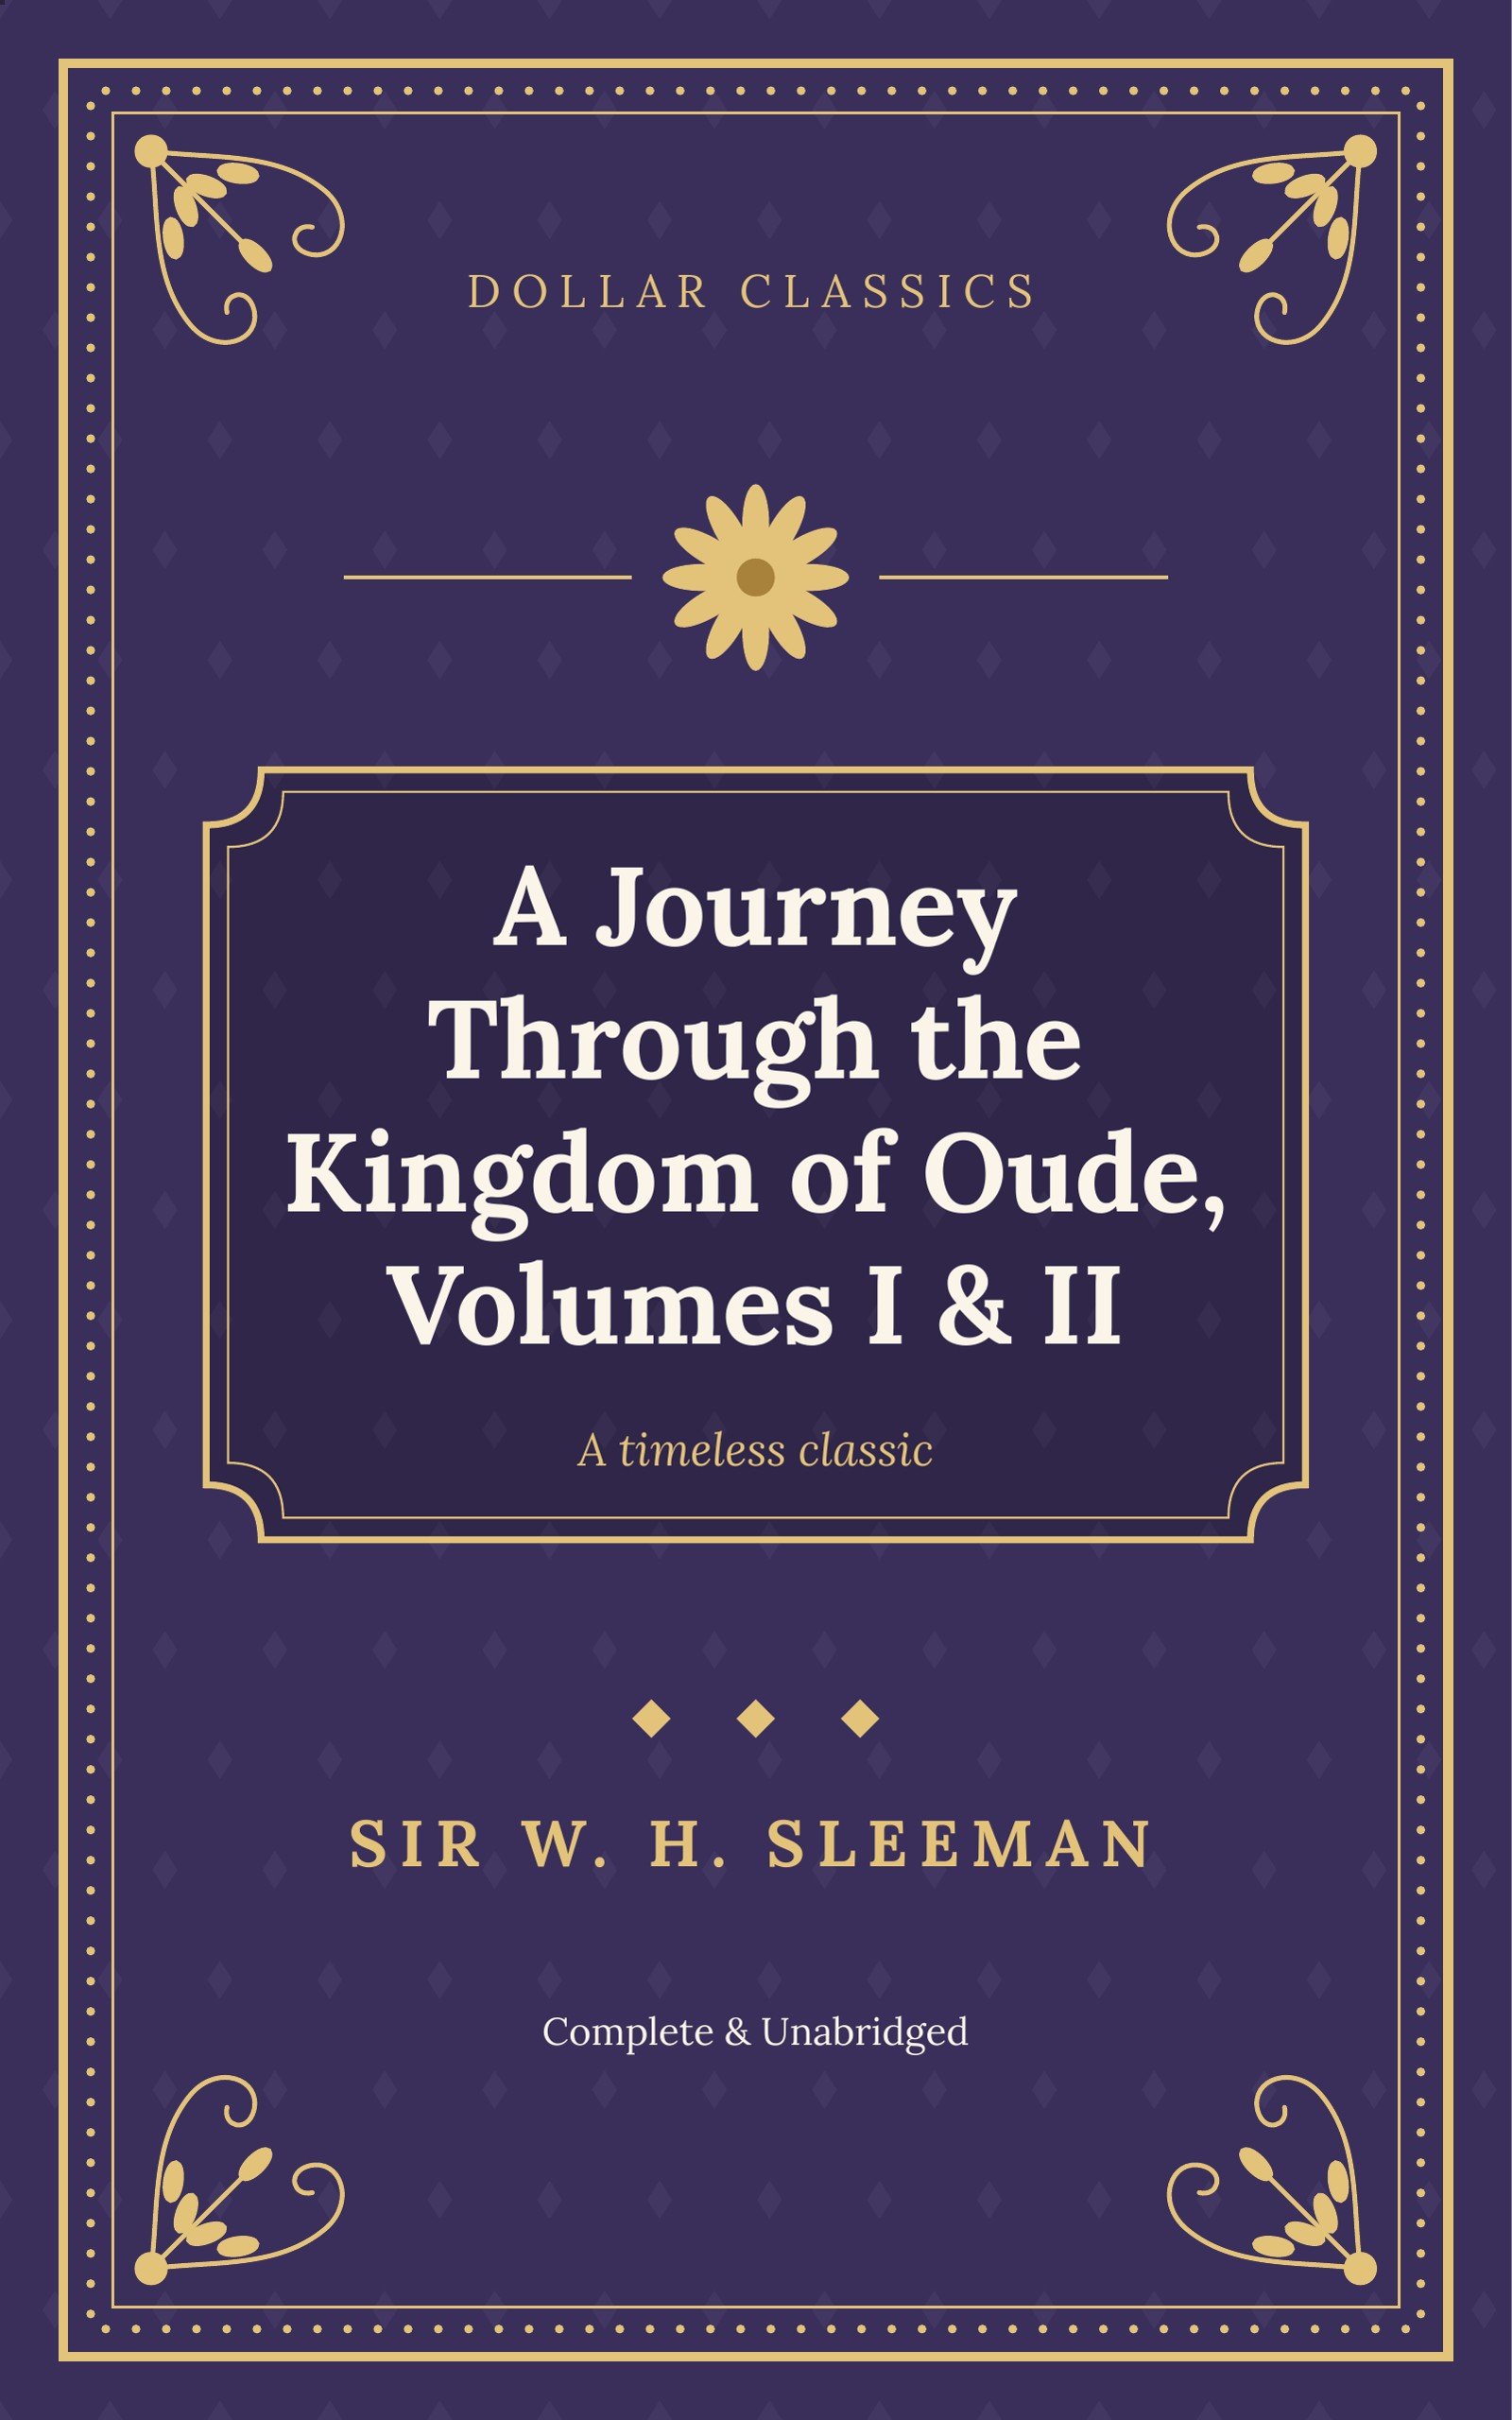 DOLLAR CLASSICS
A Journey
Through the
Kingdom of Oude,
Volumes I & II
A timeless classic
SIR W. H. SLEEMAN
Complete & Unabridged